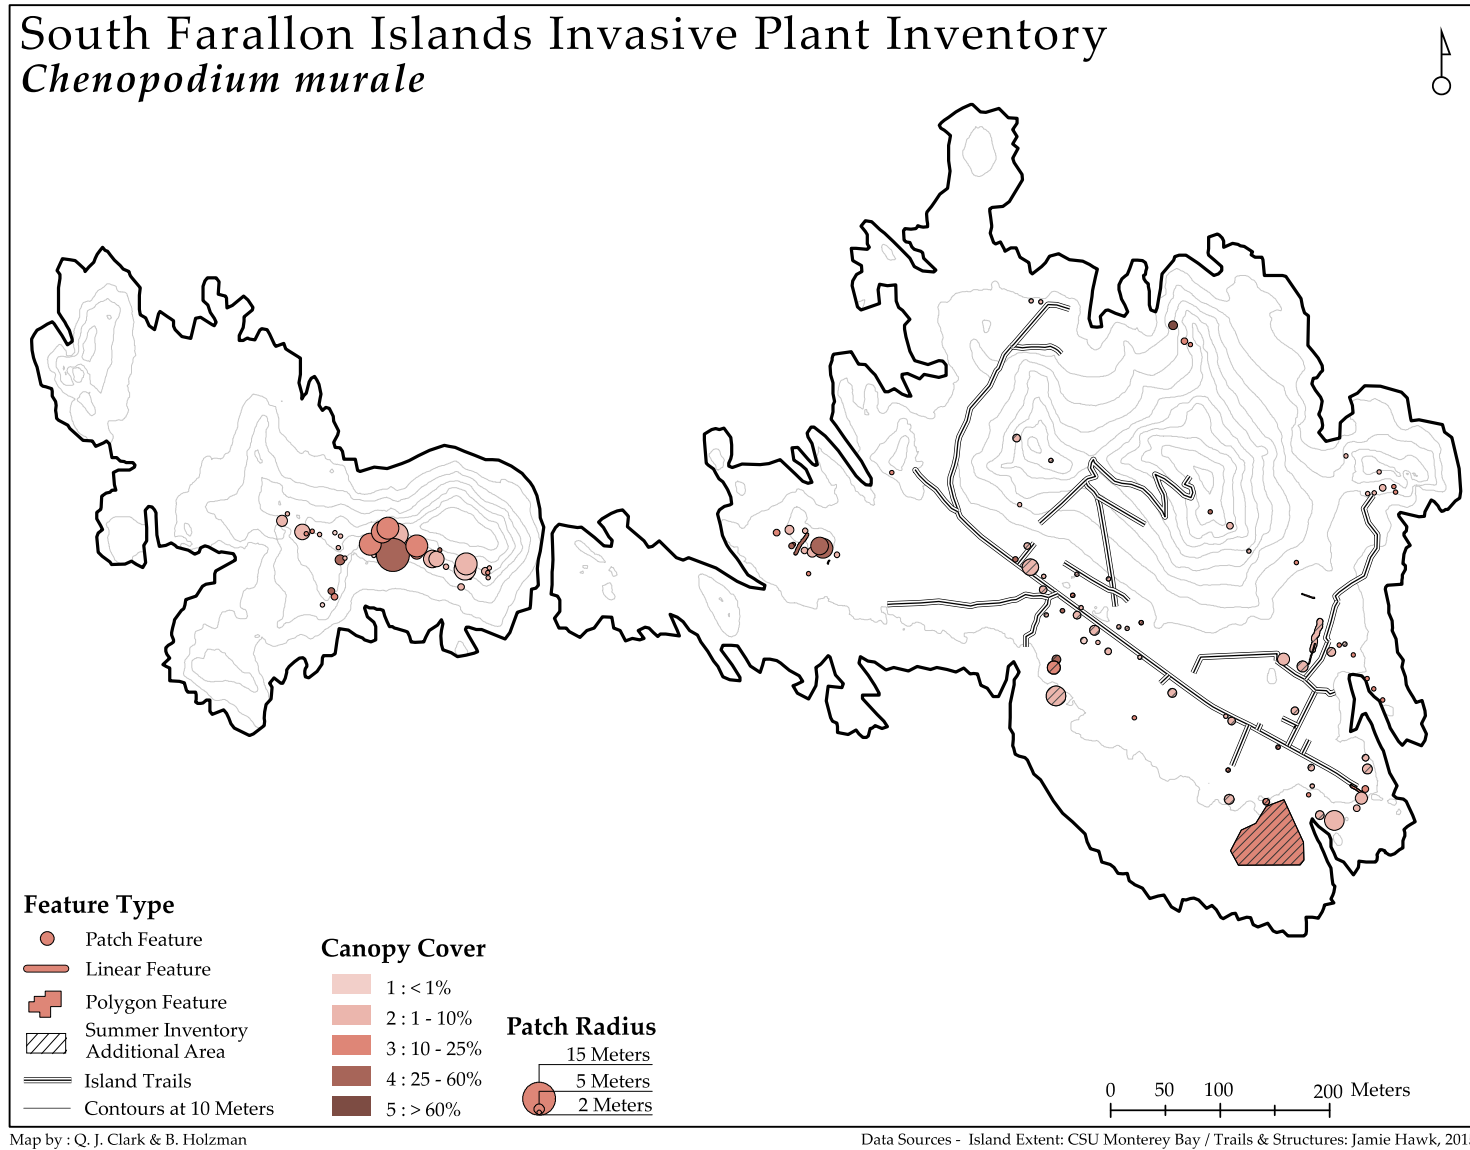 South Farallon Islands Invasive Plant Inventory
Chenopodium murale
Feature Type
Patch Feature
Linear Feature
Polygon Feature
Summer Inventory
Additional Area
Island Trails
Contours at 10 Meters
Canopy Cover
1 : < 1%
2 : 1 - 10%
3 : 10 - 25%
4 : 25 - 60%
5 : > 60%
Patch Radius
15 Meters
5 Meters
2 Meters
0 50 100 200 Meters
Map by : Q. J. Clark & B. Holzman
Data Sources - Island Extent: CSU Monterey Bay / Trails & Structures: Jamie Hawk,